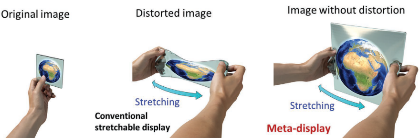 Original image
Distorted image
Image without distortion
Stretching
Conventional
stretchable display
Stretching
Meta-display